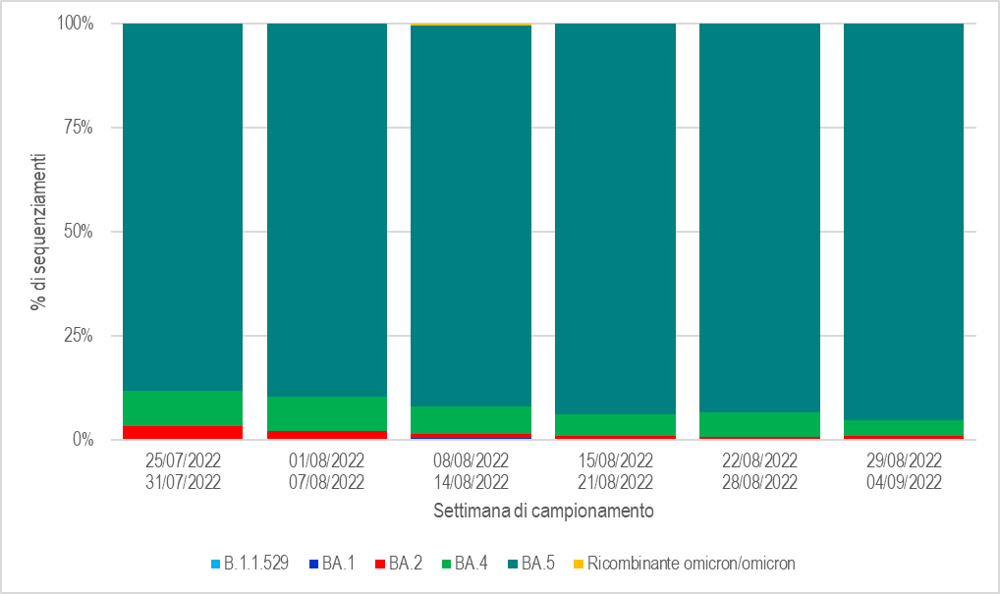 100%
75%
50%
25%
0%
% di sequenziamenti
25/07/2022 01/08/2022 08/08/2022 15/08/2022 22/08/2022 29/08/2022
31/07/2022 07/08/2022 14/08/2022 21/08/2022 28/08/2022 04/09/2022
Settimana di campionamento
B.1.1.529 BA.1 BA.2 BA.4 BA.5 Ricombinante omicron/omicron